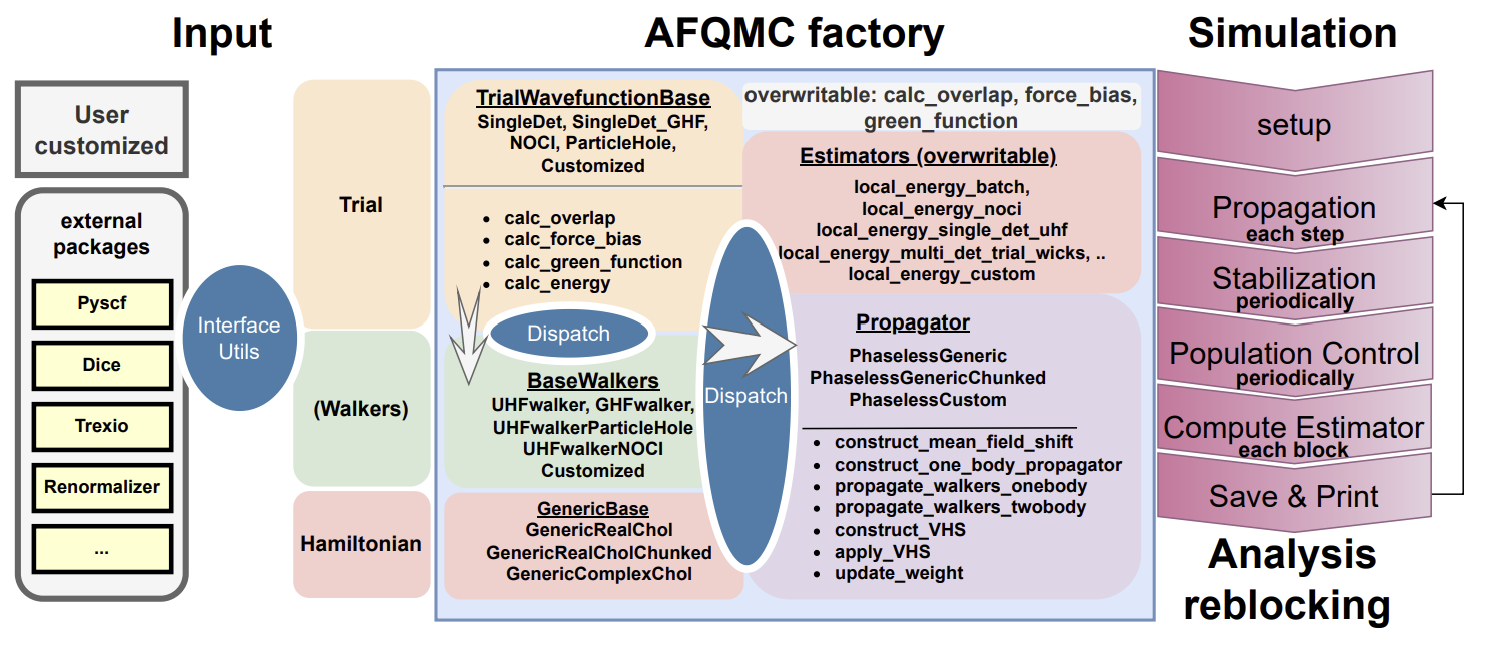 Input
AFQMC factory
Simulation
User
customized
external
packages
Pyscf
Dice
Trexio
Renormalizer
...
Interface
Utils
Trial
(Walkers)
Hamiltonian
TrialWavefunctionBase
SingleDet, SingleDet_GHF,
NOCI, ParticleHole,
Customized
• calc_overlap
• calc_force_bias
• calc_green_function
• calc_energy
Dispatch
BaseWalkers
UHFwalker, GHFwalker,
UHFwalkerParticleHole
UHFwalkerNOCI
Customized
GenericBase
GenericRealChol
GenericRealCholChunked
GenericComplexChol
Dispatch
overwritable: calc_overlap, force_bias,
green_function
Estimators (overwritable)
local_energy_batch,
local_energy_noci
local_energy_single_det_uhf
local_energy_multi_det_trial_wicks, ..
local_energy_custom
Propagator
PhaselessGeneric
PhaselessGenericChunked
PhaselessCustom
• construct_mean_field_shift
• construct_one_body_propagator
• propagate_walkers_onebody
• propagate_walkers_twobody
• construct_VHS
• apply_VHS
• update_weight
setup
Propagation
each step
Stabilization
periodically
Population Control
periodically
Compute Estimator
each block
Save & Print
Analysis
reblocking